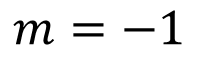 𝑚 = −1